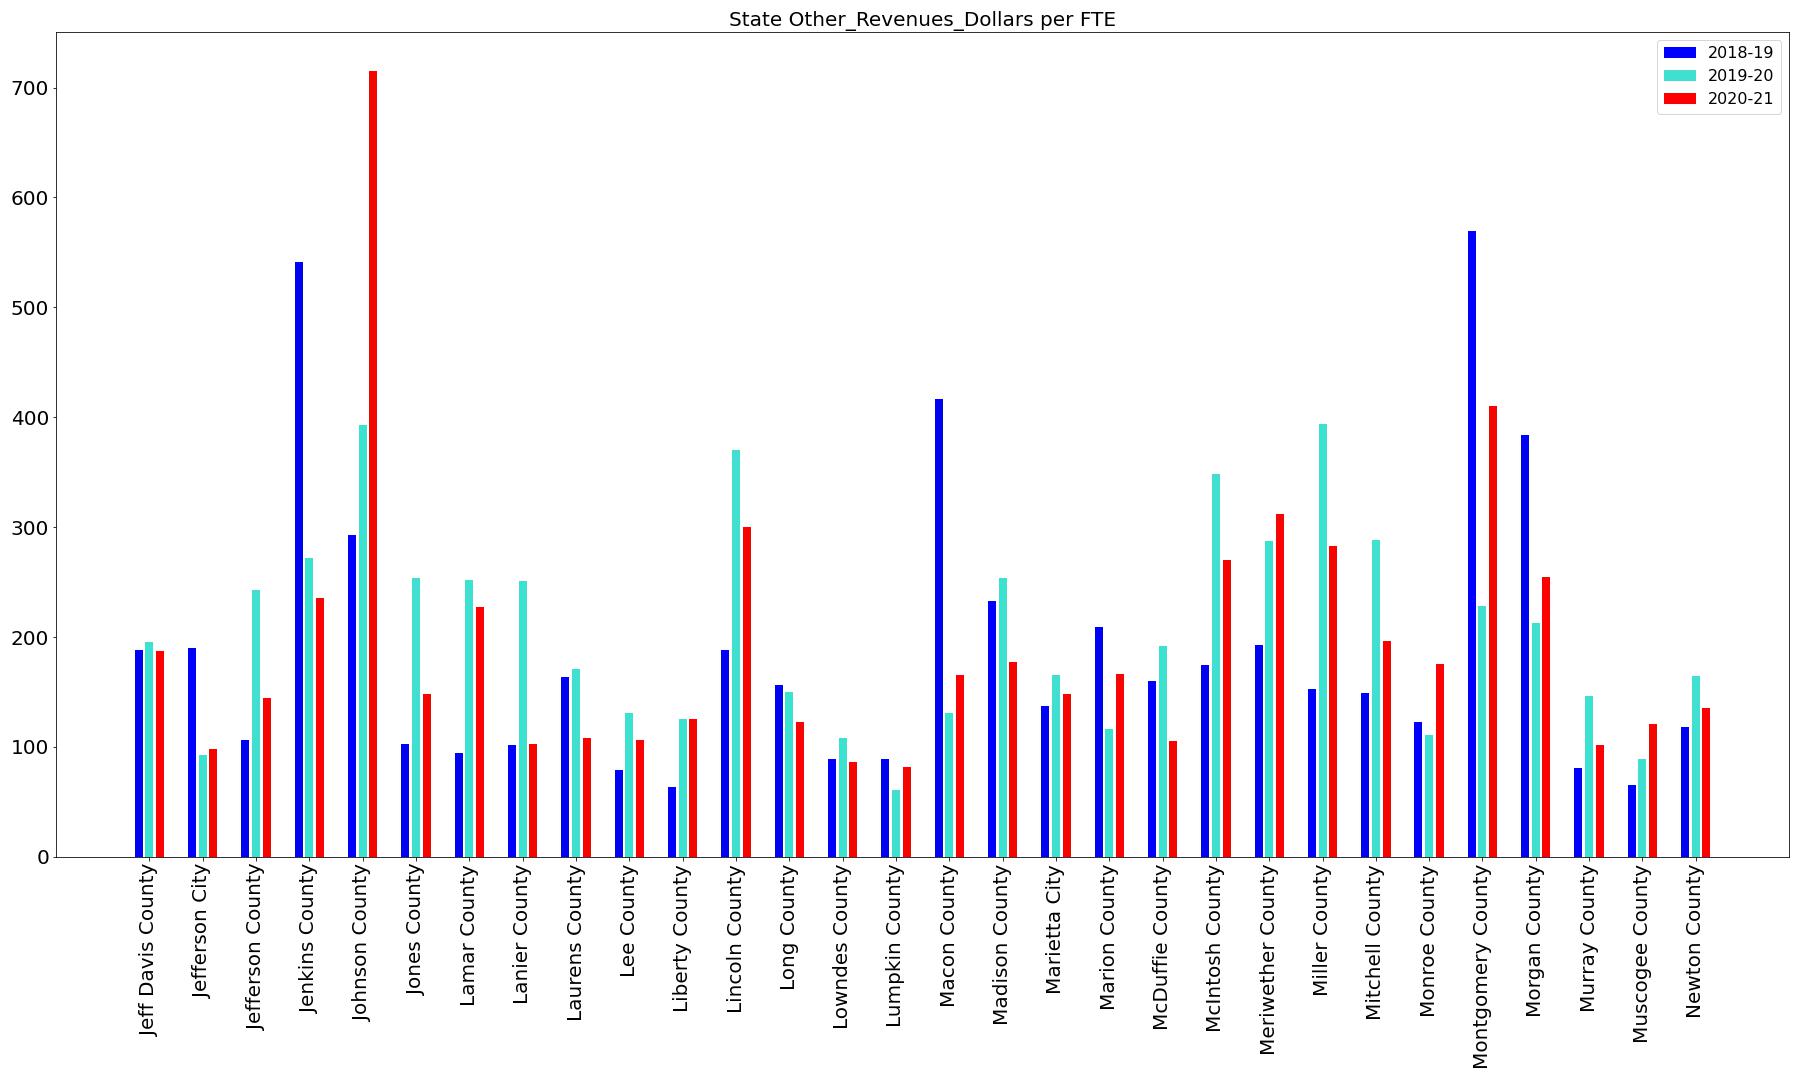 State Other_Revenues_Dollars per FTE
2018-19
2019-20
2020-21
700
600
500
400
300
200
100
0
Jeff Davis County
Jefferson City
Jefferson County
Jenkins County
Johnson County
Jones County
Lamar County
Lanier County
Laurens County
Lee County
Liberty County
Lincoln County
Long County
Lowndes County
Lumpkin County
Macon County
Madison County
Marietta City
Marion County
McDuffie County
McIntosh County
Meriwether County
Miller County
Mitchell County
Monroe County
Montgomery County
Morgan County
Murray County
Muscogee County
Newton County